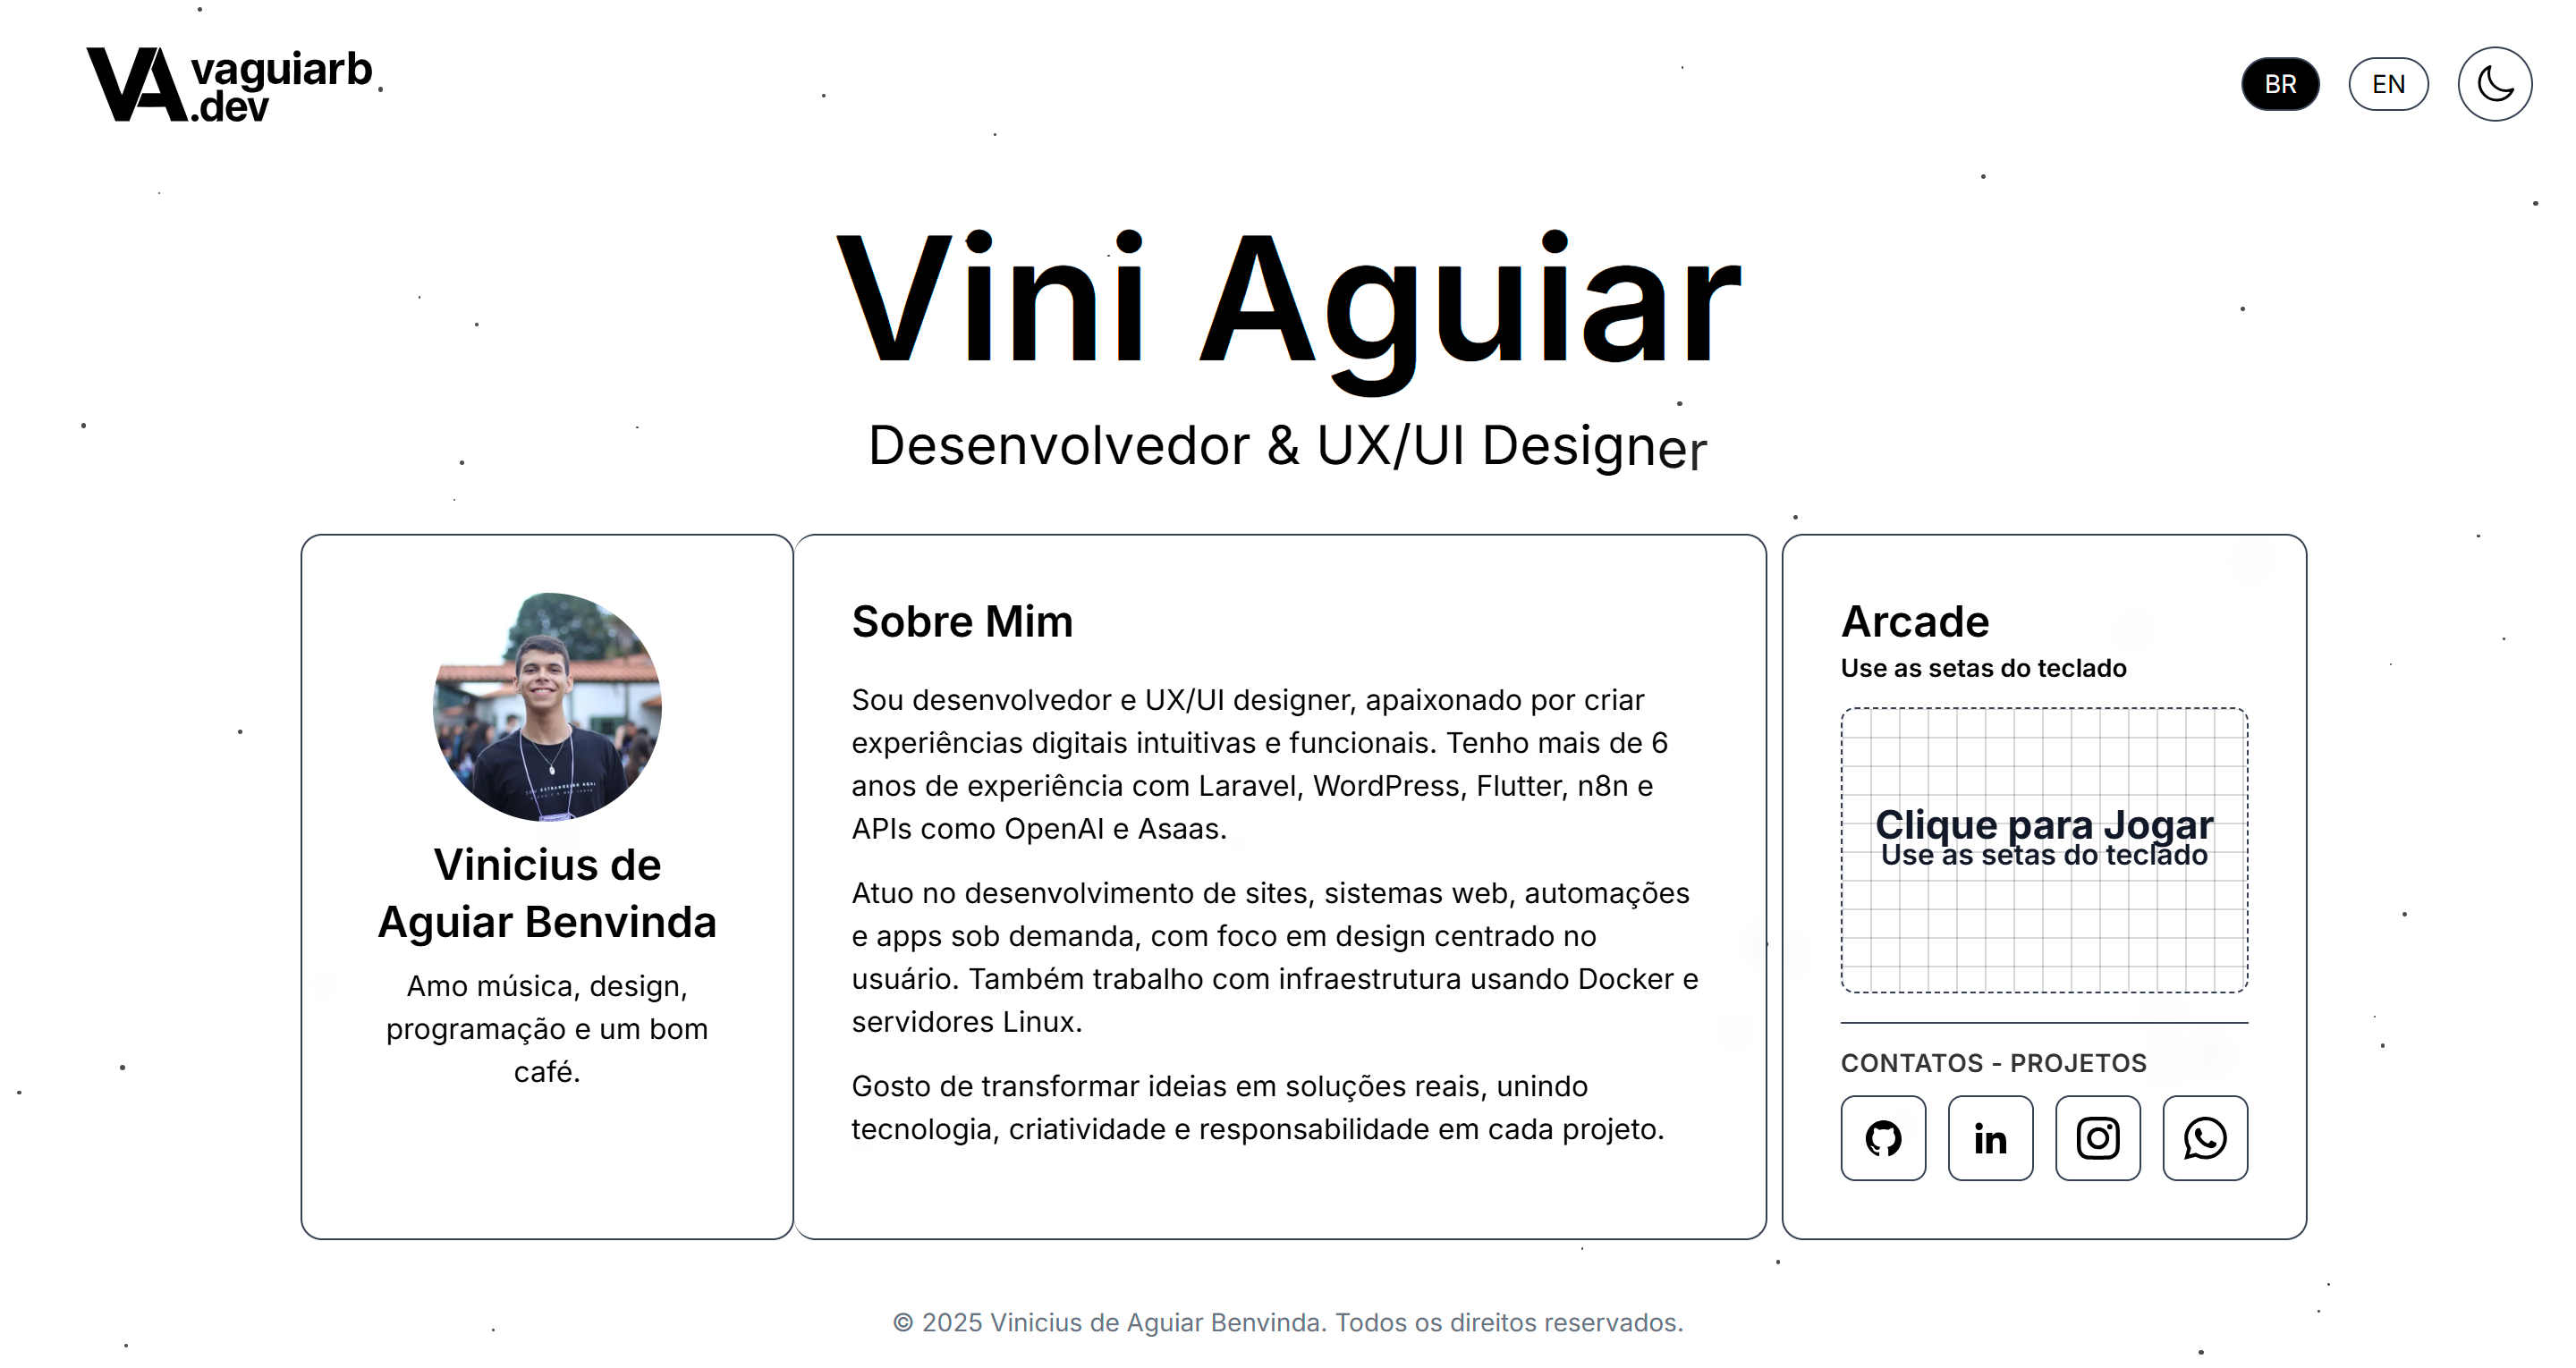 VA vaguiarb
.dev
BR
EN
Vini Aguiar
Desenvolvedor & UX/UI Designer
Vinicius de
Aguiar Benvinda
Amo música, design,
programação e um bom
café.
Sobre Mim
Sou desenvolvedor e UX/UI designer, apaixonado por criar
experiências digitais intuitivas e funcionais. Tenho mais de 6
anos de experiência com Laravel, WordPress, Flutter, n8n e
APIs como OpenAI e Asaas.
Atuo no desenvolvimento de sites, sistemas web, automações
e apps sob demanda, com foco em design centrado no
usuário. Também trabalho com infraestrutura usando Docker e
servidores Linux.
Gosto de transformar ideias em soluções reais, unindo
tecnologia, criatividade e responsabilidade em cada projeto.
Arcade
Use as setas do teclado
Clique para Jogar
Use as setas do teclado
CONTATOS - PROJETOS
in
© 2025 Vinicius de Aguiar Benvinda. Todos os direitos reservados.